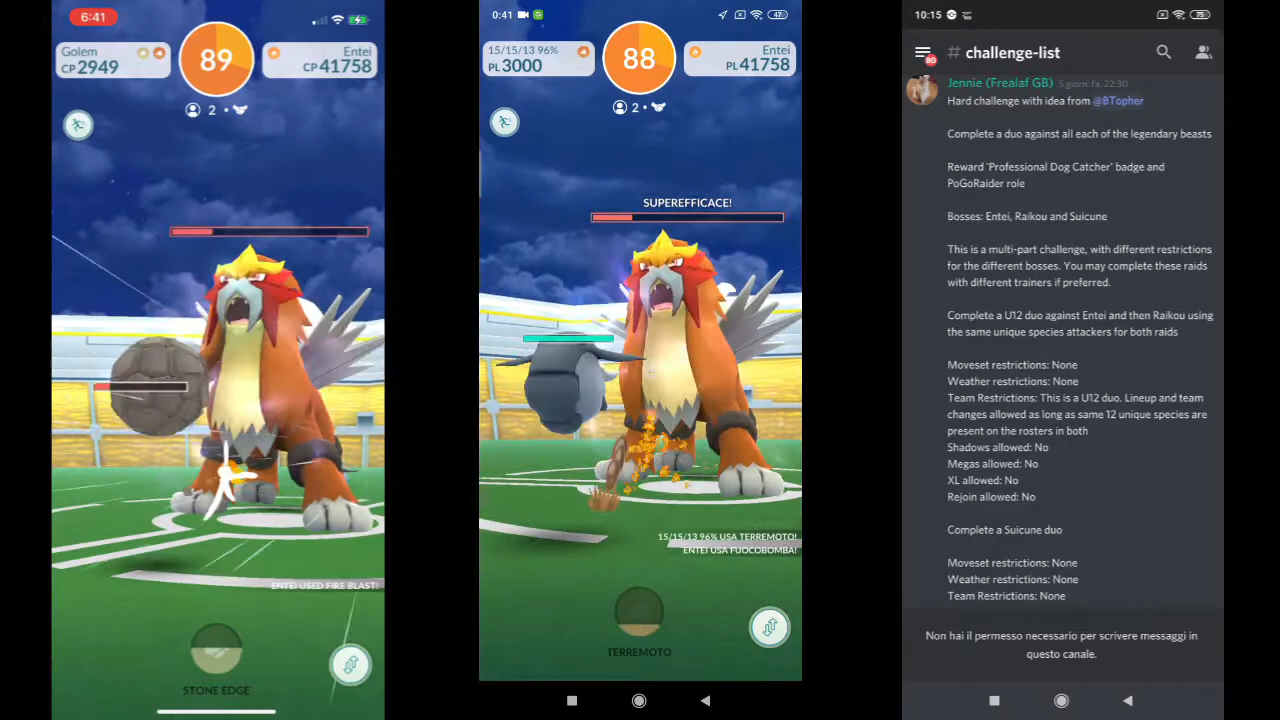 6:41
Golem
CP2949
89
Entei
CP41758
2 •
ENTEI USED FIRE BLAST!
STONE EDGE
0:41
47
15/15/13 96%
PL3000
88
Entei
PL41758
2 •
SUPEREFFICACE!
15/15/13 96% USA TERREMOTO!
ENTEI USA FUOCOBOMBA!
TERREMOTO
10:15
75
80
# challenge-list
Jennie (Frealaf GB) 5 giorni fa, 22:30
Hard challenge with idea from @BTopher
Complete a duo against all each of the legendary beasts
Reward 'Professional Dog Catcher' badge and
PoGoRaider role
Bosses: Entei, Raikou and Suicune
This is a multi-part challenge, with different restrictions
for the different bosses. You may complete these raids
with different trainers if preferred.
Complete a U12 duo against Entei and then Raikou using
the same unique species attackers for both raids
Moveset restrictions: None
Weather restrictions: None
Team Restrictions: This is a U12 duo. Lineup and team
changes allowed as long as same 12 unique species are
present on the rosters in both
Shadows allowed: No
Megas allowed: No
XL allowed: No
Rejoin allowed: No
Complete a Suicune duo
Moveset restrictions: None
Weather restrictions: None
Team Restrictions: None
Non hai il permesso necessario per scrivere messaggi in
questo canale.